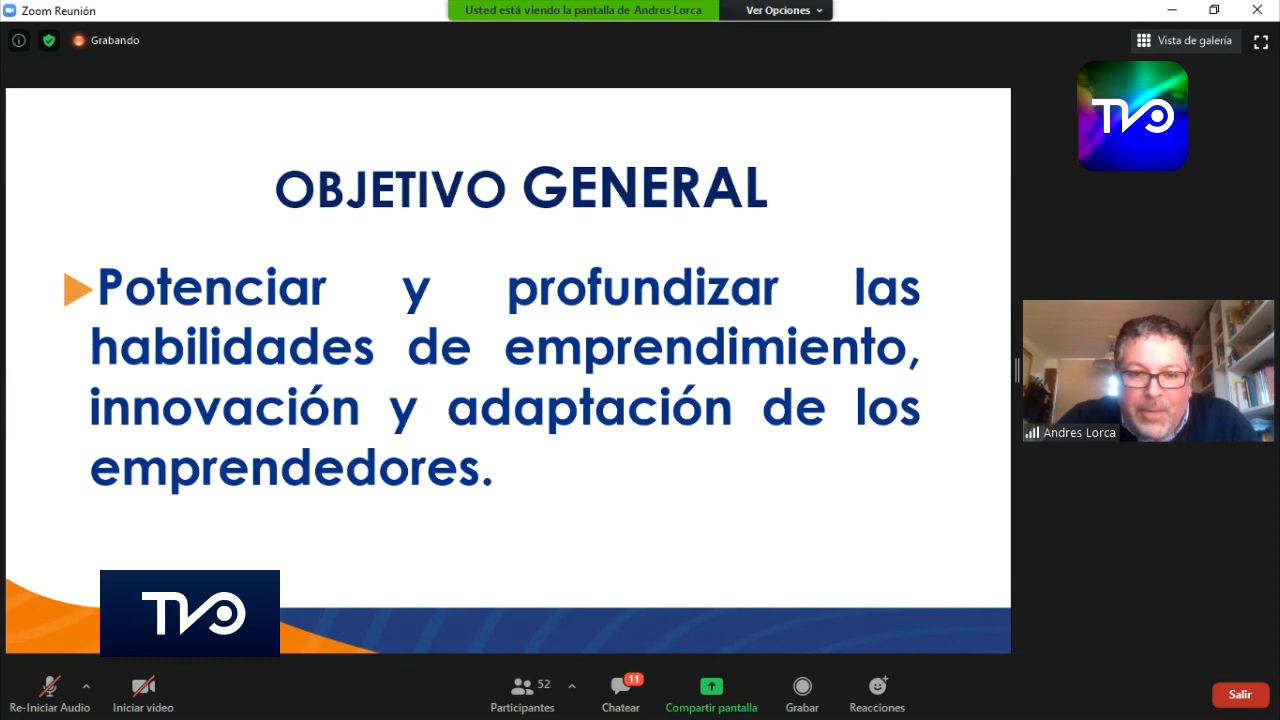 Zoom Reunión
Usted está viendo la pantalla de Andres Lorca
Ver Opciones
Grabando
Vista de galería
TVO
OBJETIVO GENERAL
Potenciar y profundizar las
habilidades de emprendimiento,
innovación y adaptación de los
emprendedores.
Andres Lorca
TVO
Re-Iniciar Audio
Iniciar video
52
Participantes
11
Chatear
Compartir pantalla
Grabar
Reacciones
Salir